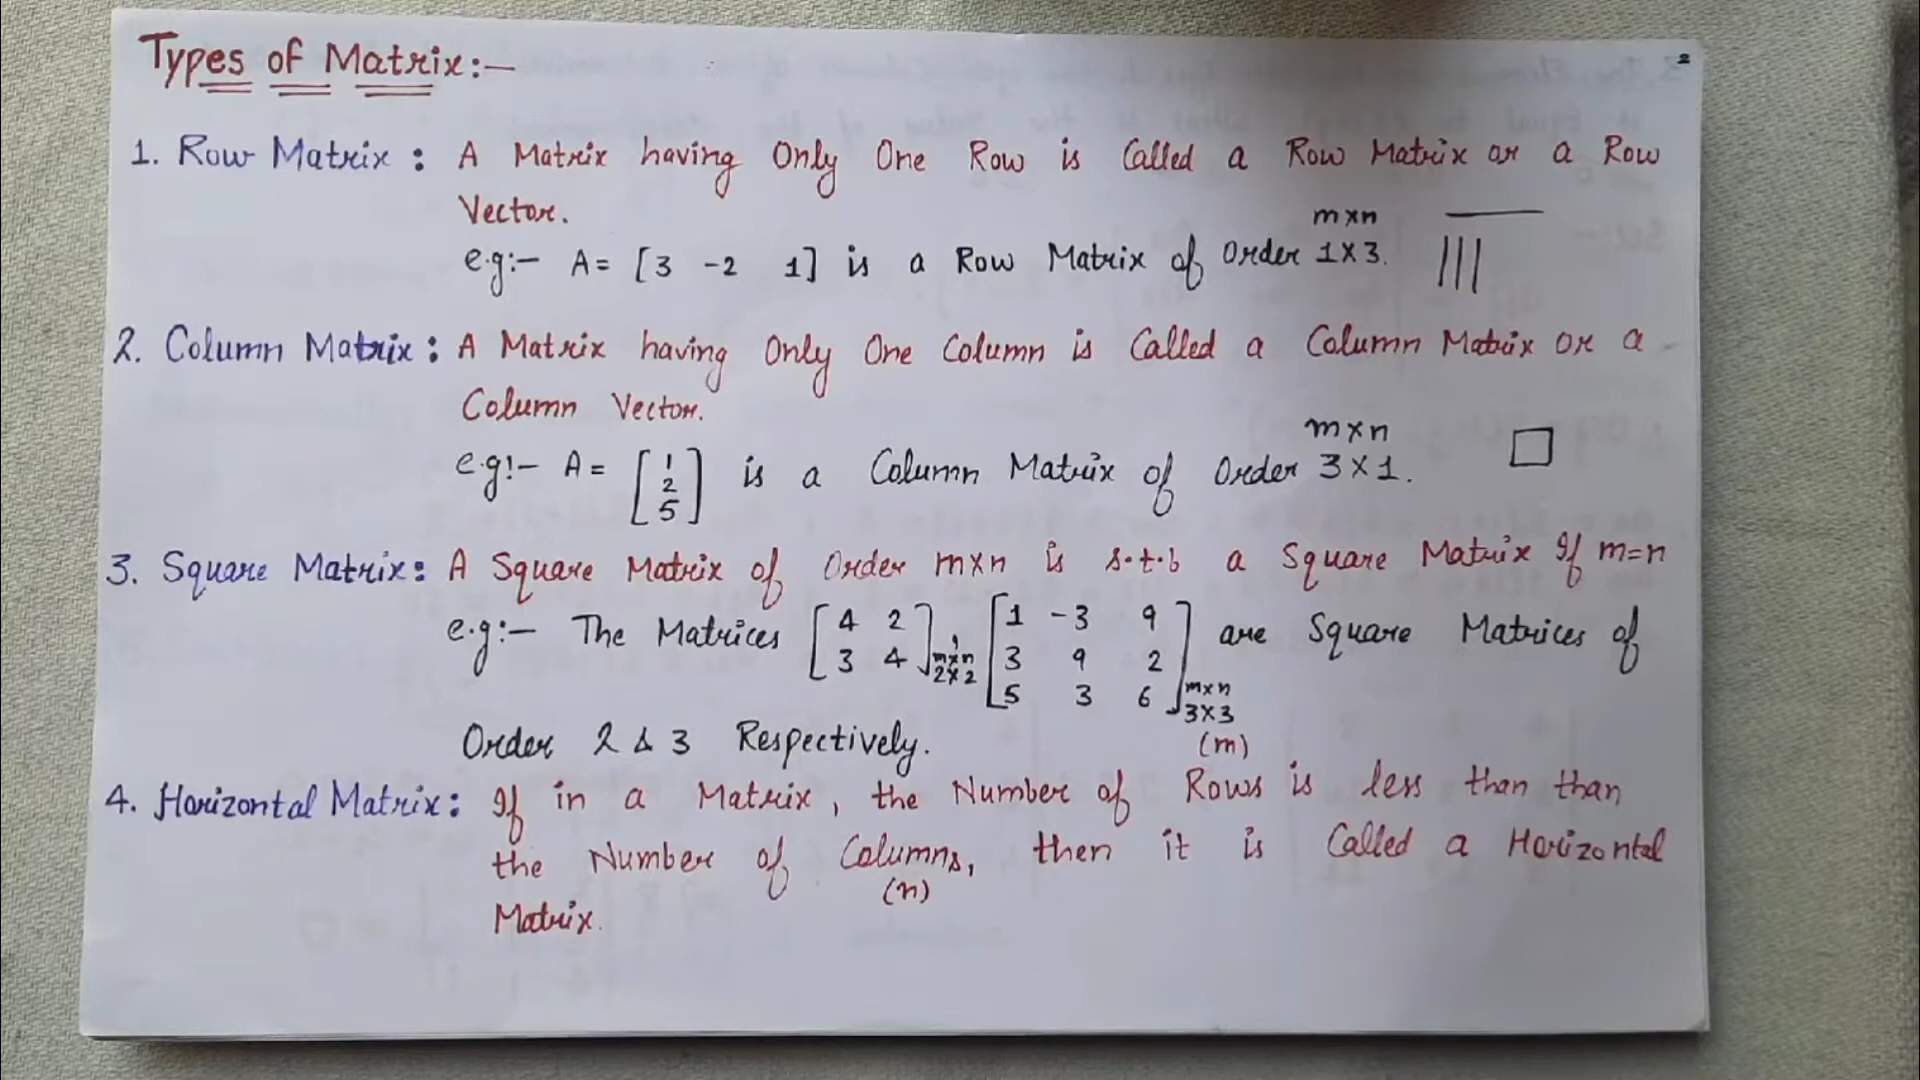 2
Types of Matrix:-
1. Row Matrix : A Matrix having Only One Row is Called a Row Matrix or a Row
Vector.
m×n
e.g:- A= [3 -2 1] is a Row Matrix of Order 1×3.
2. Column Matrix : A Matrix having Only One Column is Called a Column Matrix or a
Column Vector.
m×n
e.g:- A= [1 2 5] is a Column Matrix of Order 3×1.
3. Square Matrix: A Square Matrix of Order m×n is s.t.b a Square Matrix If m=n
e.g:- The Matrices [4 2 3 4] m×n 2×2 , [1 -3 9 3 9 2 5 3 6] m×n 3×3 are Square Matrices of
Order 2 & 3 Respectively.
(m)
4. Horizontal Matrix: If in a Matrix, the Number of Rows is less than than
the Number of Columns, then it is Called a Horizontal
(n)
Matrix.